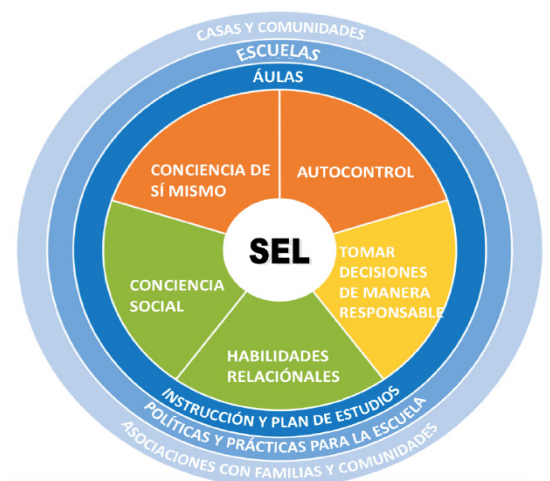 CASAS Y COMUNIDADES
ESCUELAS
ÁULAS
CONCIENCIA DE
SÍ MISMO
AUTOCONTROL
SEL
TOMAR
DECISIONES
DE MANERA
RESPONSABLE
CONCIENCIA
SOCIAL
HABILIDADES
RELACIÓNALES
INSTRUCCIÓN Y PLAN DE ESTUDIOS
POLÍTICAS Y PRÁCTICAS PARA LA ESCUELA
ASOCIACIONES CON FAMILIAS Y COMUNIDADES